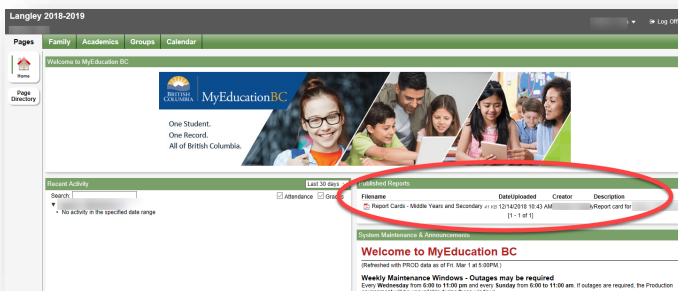 Langley 2018-2019
Log Off
Pages Family Academics Groups Calendar
Home
Page
Directory
Welcome to MyEducation BC
BRITISH
COLUMBIA
MyEducationBC
One Student.
One Record.
All of British Columbia.
Recent Activity Last 30 days
Search: Attendance Grades
No activity in the specified date range
Published Reports
Filename DateUploaded Creator Description
Report Cards - Middle Years and Secondary 41 KB 12/14/2018 10:43 AM Report card for
[1 - 1 of 1]
System Maintenance & Announcements
Welcome to MyEducation BC
(Refreshed with PROD data as of Fri. Mar 1 at 5:00PM.)
Weekly Maintenance Windows - Outages may be required
Every Wednesday from 6:00 to 11:00 pm and every Sunday from 6:00 to 11:00 am. If outages are required, the Production